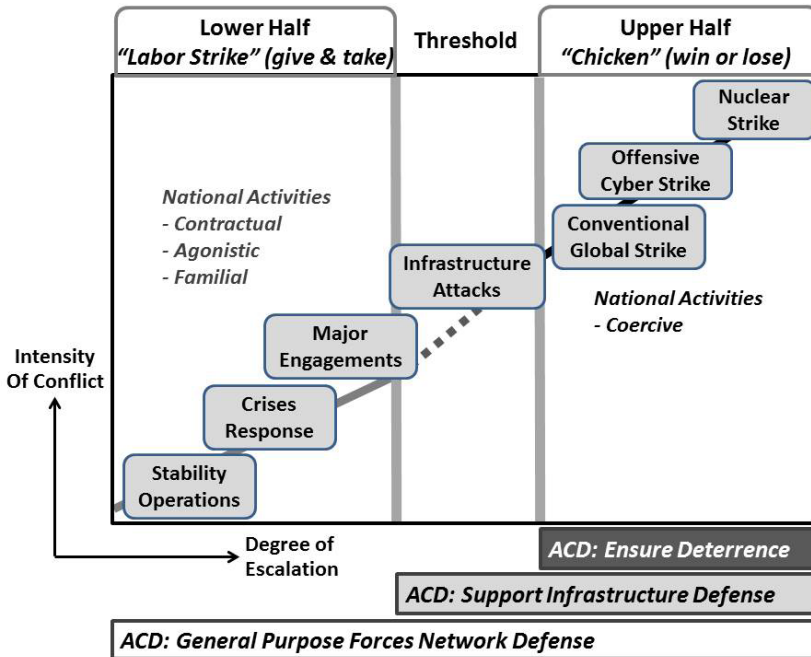 Lower Half
“Labor Strike” (give & take)
Threshold
Upper Half
“Chicken” (win or lose)
Nuclear
Strike
Offensive
Cyber Strike
National Activities
- Contractual
- Agonistic
- Familial
Conventional
Global Strike
Infrastructure
Attacks
National Activities
- Coercive
Major
Engagements
Intensity
Of Conflict
Crises
Response
Stability
Operations
Degree of
Escalation
ACD: Ensure Deterrence
ACD: Support Infrastructure Defense
ACD: General Purpose Forces Network Defense